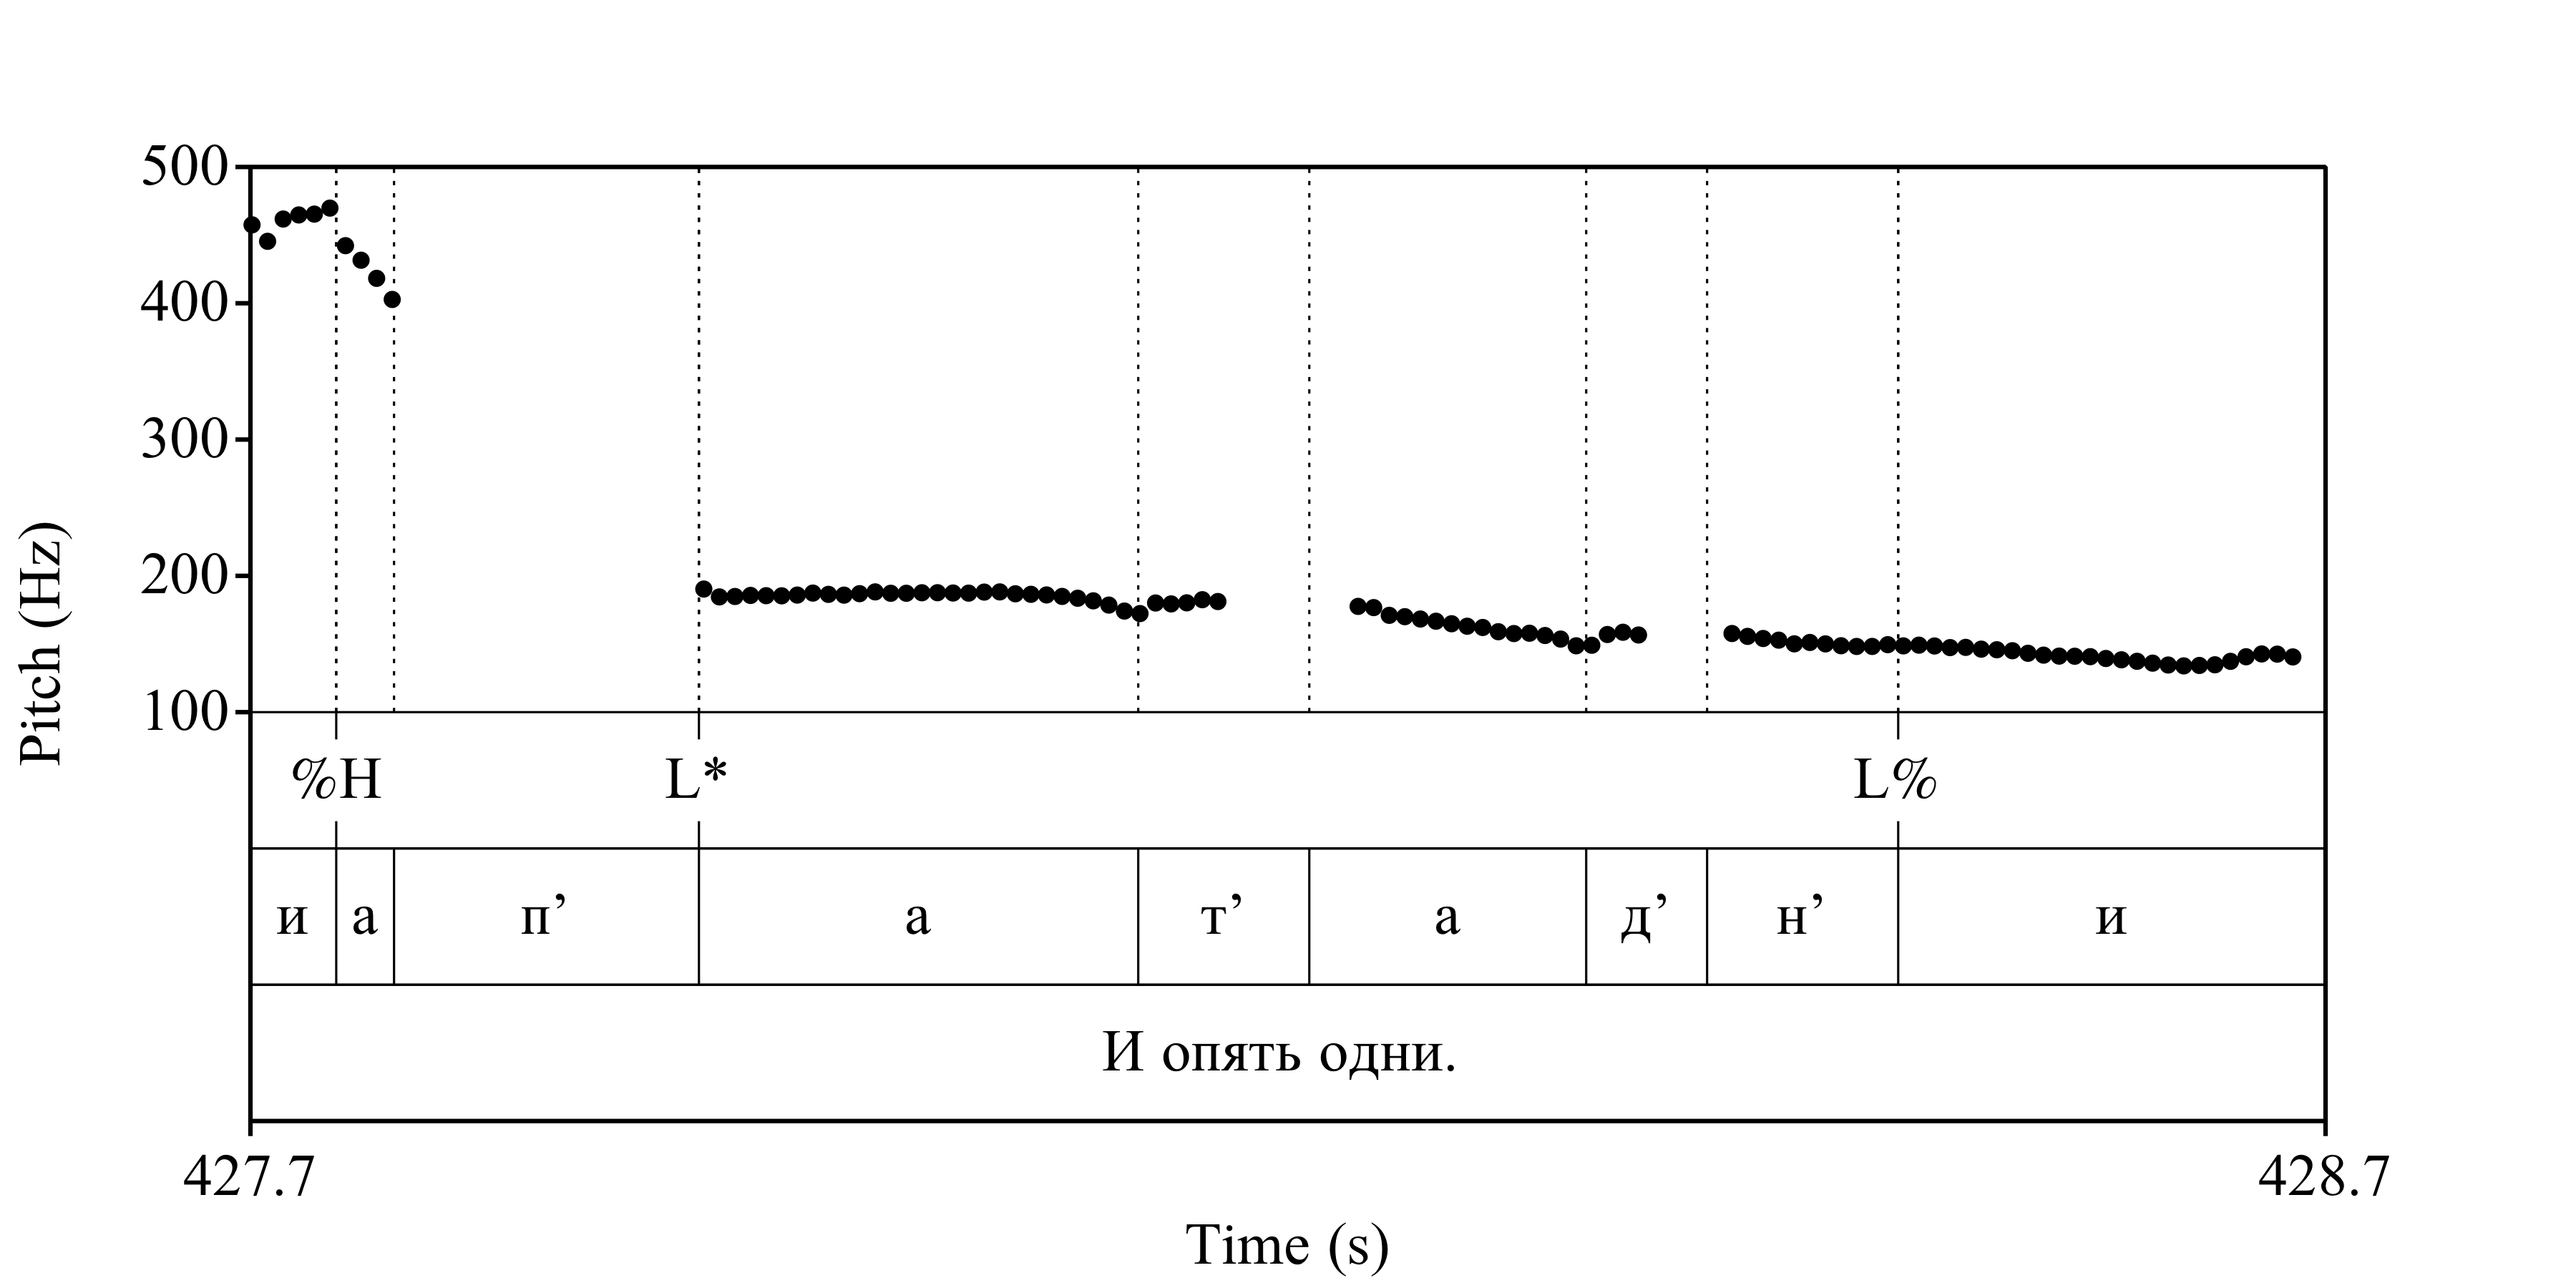 500
400
300
200
100
Pitch (Hz)
%H L* L%
и а п’ а т’ а д’ н’ и
И опять одни.
427.7 428.7
Time (s)